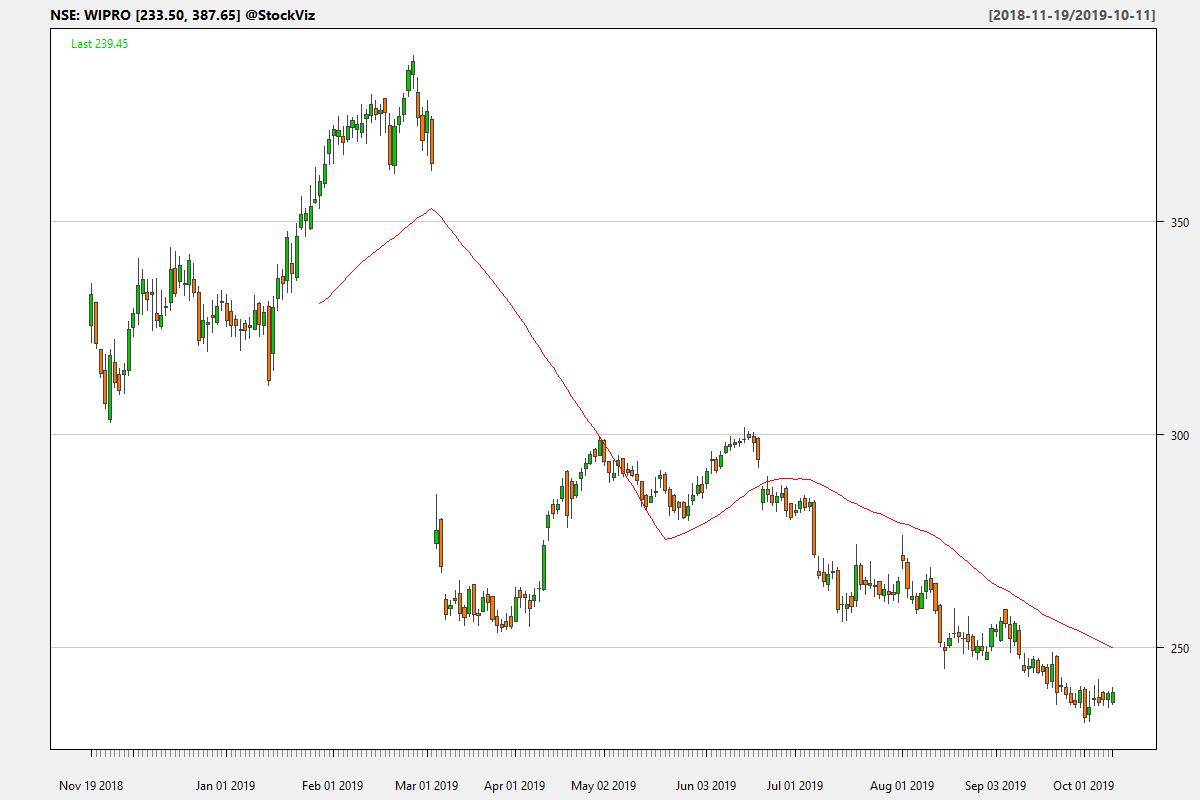 NSE: WIPRO [233.50, 387.65] @StockViz [2018-11-19/2019-10-11]
Last 239.45
350
300
250
Nov 19 2018 Jan 01 2019 Feb 01 2019 Mar 01 2019 Apr 01 2019 May 02 2019 Jun 03 2019 Jul 01 2019 Aug 01 2019 Sep 03 2019 Oct 01 2019